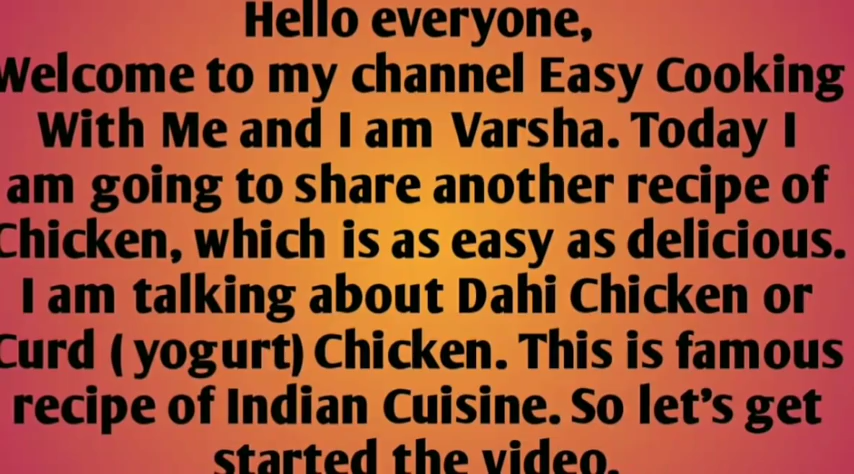 Hello everyone,
Welcome to my channel Easy Cooking
With Me and I am Varsha. Today I
am going to share another recipe of
Chicken, which is as easy as delicious.
I am talking about Dahi Chicken or
Curd ( yogurt) Chicken. This is famous
recipe of Indian Cuisine. So let’s get
started the video.